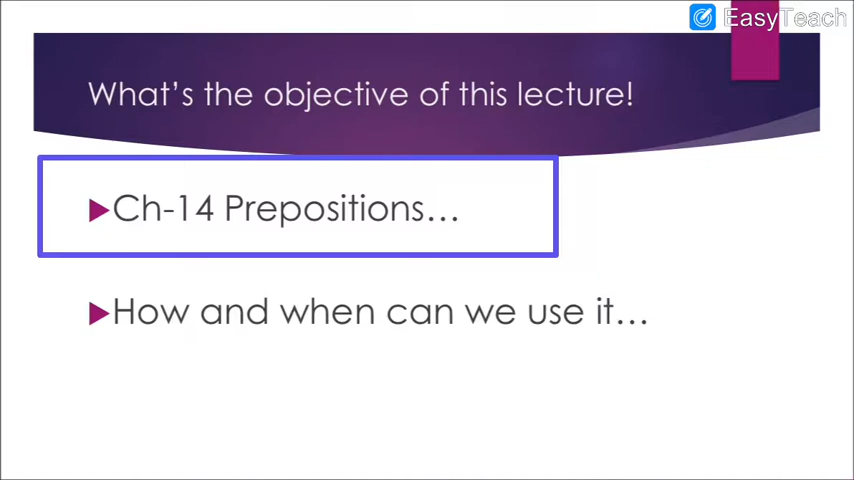 EasyTeach
What's the objective of this lecture!
Ch-14 Prepositions...
How and when can we use it...